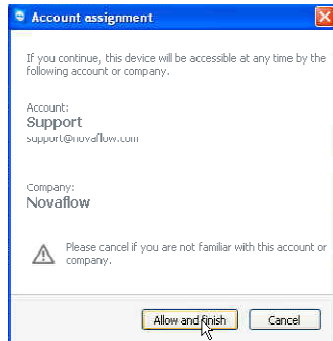 Account assignment
If you continue, this device will be accessible at any time by the
following account or company.
Account:
Support
support@novaflow.com
Company:
Novaflow
Please cancel if you are not familiar with this account or
company.
Allow and finish
Cancel